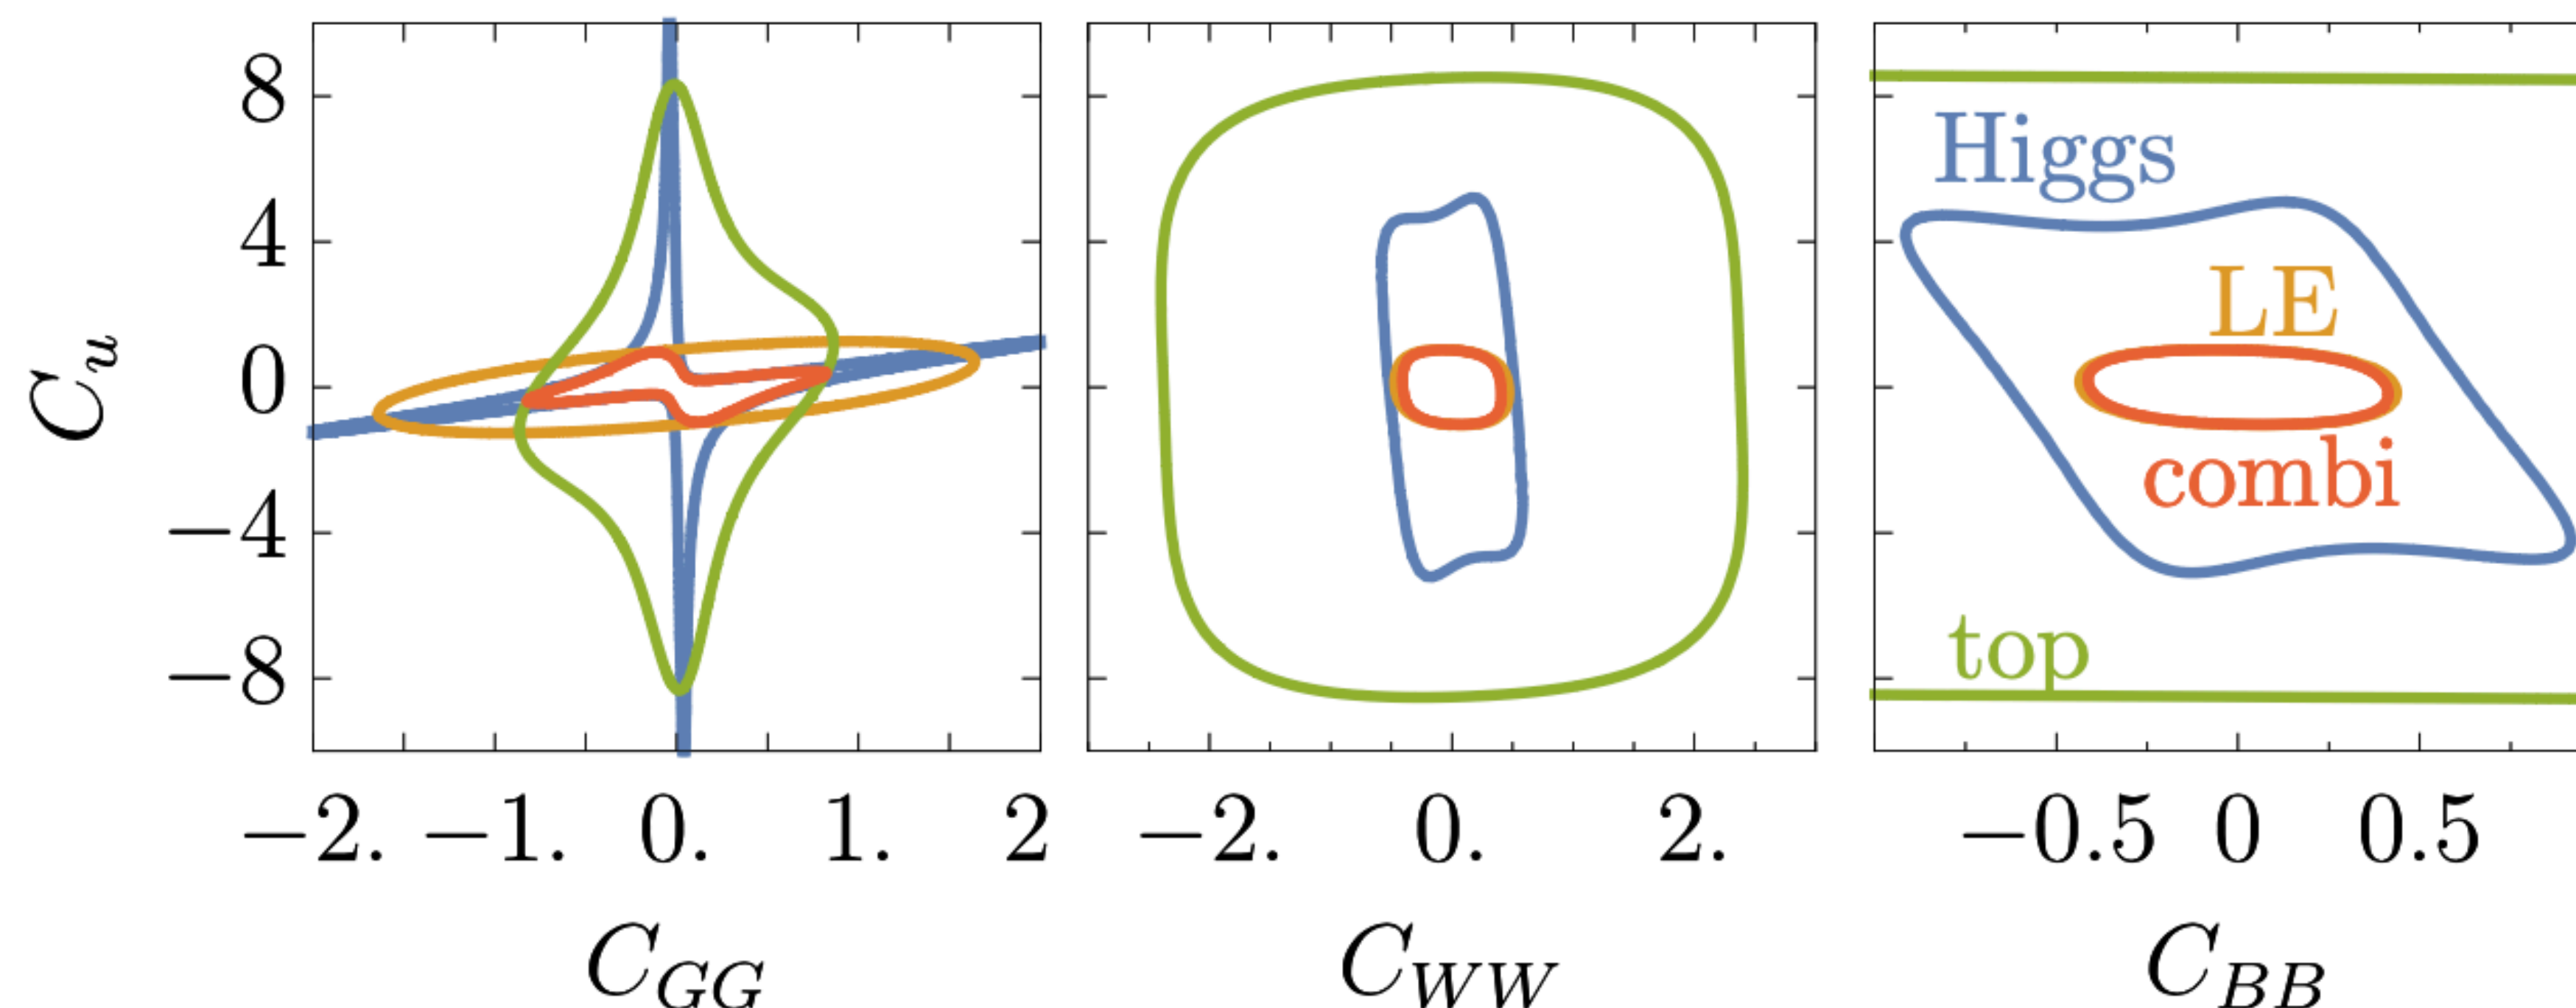 8
4
0
−4
−8
C_u
Higgs
LE
combi
top
−2. −1. 0. 1. 2
−2. 0. 2.
−0.5 0 0.5
C_GG
C_WW
C_BB